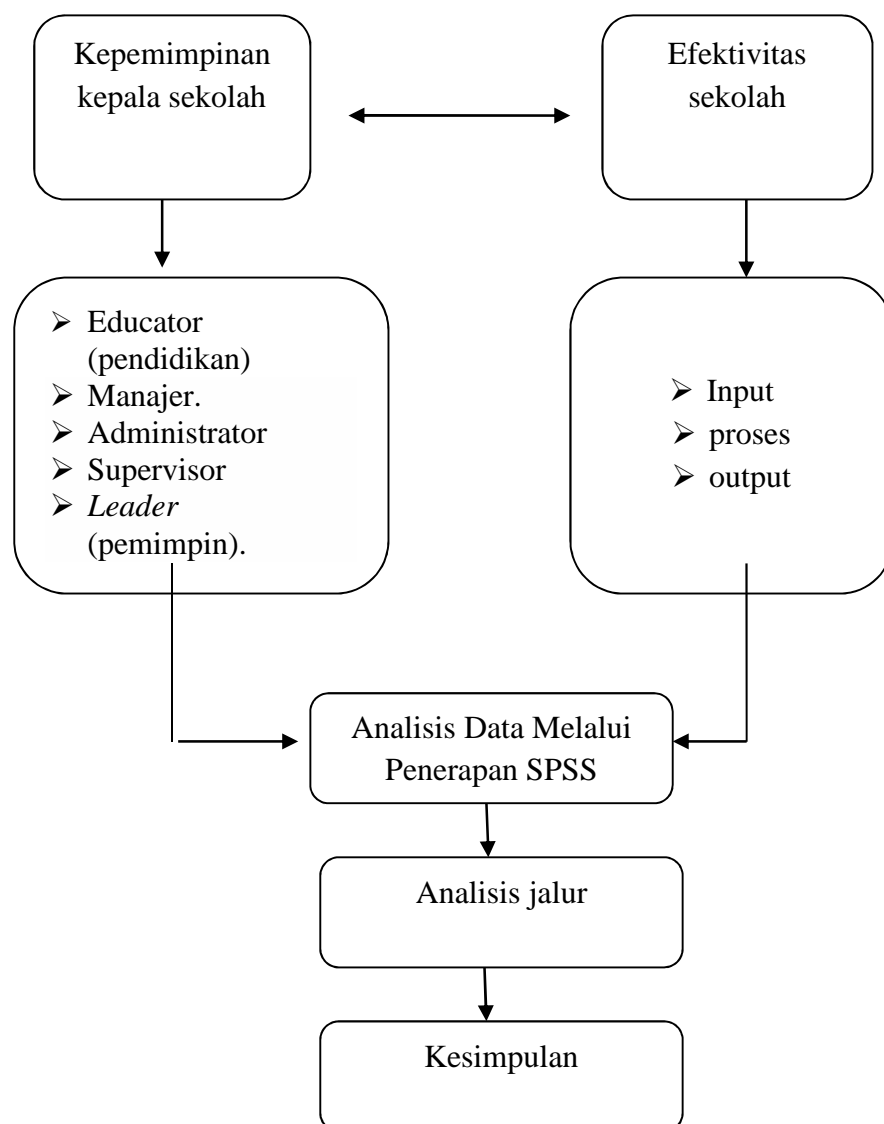 Kepemimpinan
kepala sekolah
Efektivitas
sekolah
➢ Educator
(pendidikan)
➢ Manajer.
➢ Administrator
➢ Supervisor
➢ Leader
(pemimpin).
➢ Input
➢ proses
➢ output
Analisis Data Melalui
Penerapan SPSS
Analisis jalur
Kesimpulan